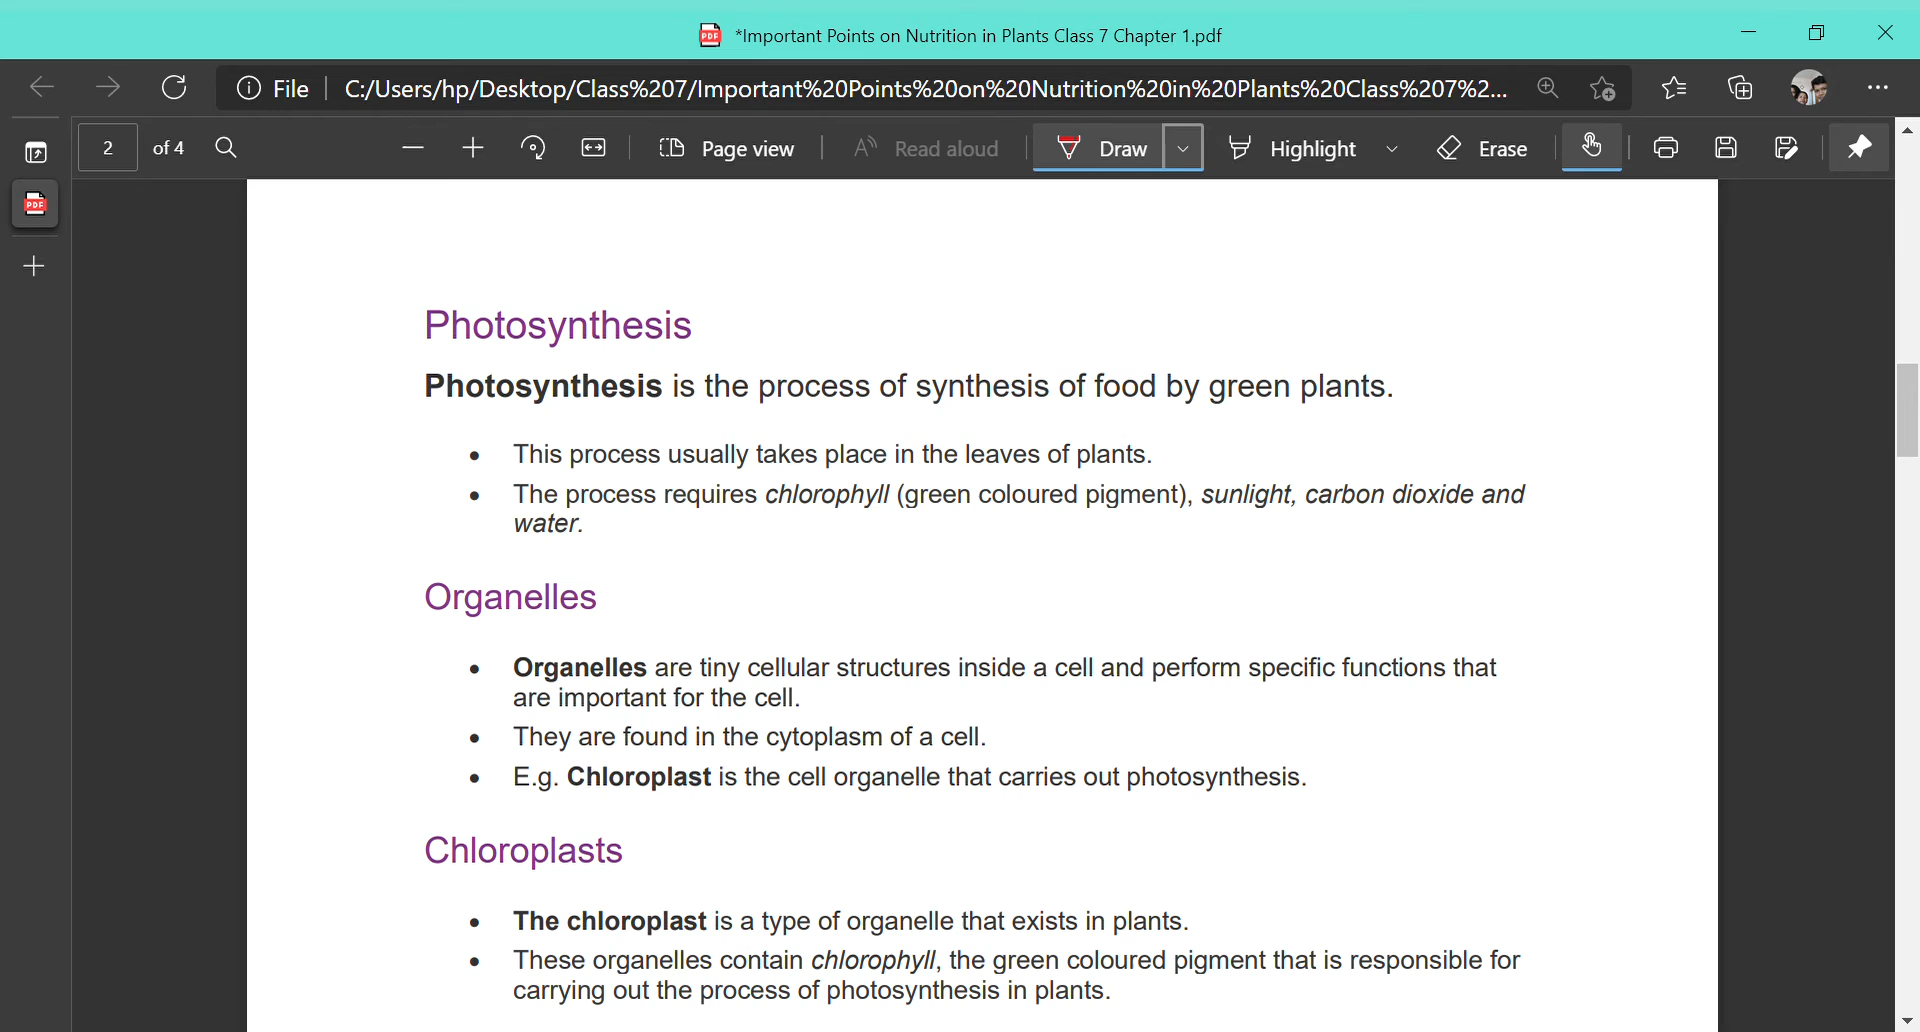 *Important Points on Nutrition in Plants Class 7 Chapter 1.pdf
File C:/Users/hp/Desktop/Class%207/Important%20Points%20on%20Nutrition%20in%20Plants%20Class%207%2...
2 of 4 Page view Read aloud Draw Highlight Erase
Photosynthesis
Photosynthesis is the process of synthesis of food by green plants.
• This process usually takes place in the leaves of plants.
• The process requires chlorophyll (green coloured pigment), sunlight, carbon dioxide and
water.
Organelles
• Organelles are tiny cellular structures inside a cell and perform specific functions that
are important for the cell.
• They are found in the cytoplasm of a cell.
• E.g. Chloroplast is the cell organelle that carries out photosynthesis.
Chloroplasts
• The chloroplast is a type of organelle that exists in plants.
• These organelles contain chlorophyll, the green coloured pigment that is responsible for
carrying out the process of photosynthesis in plants.